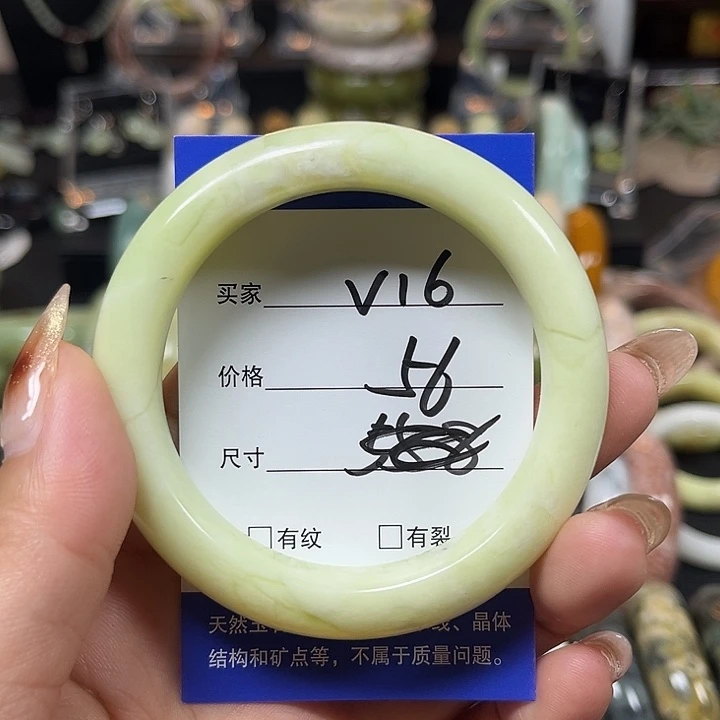 买家 V16
价格 56
尺寸
□有纹 □有裂
天然玉 线、晶体
结构和矿点等，不属于质量问题。